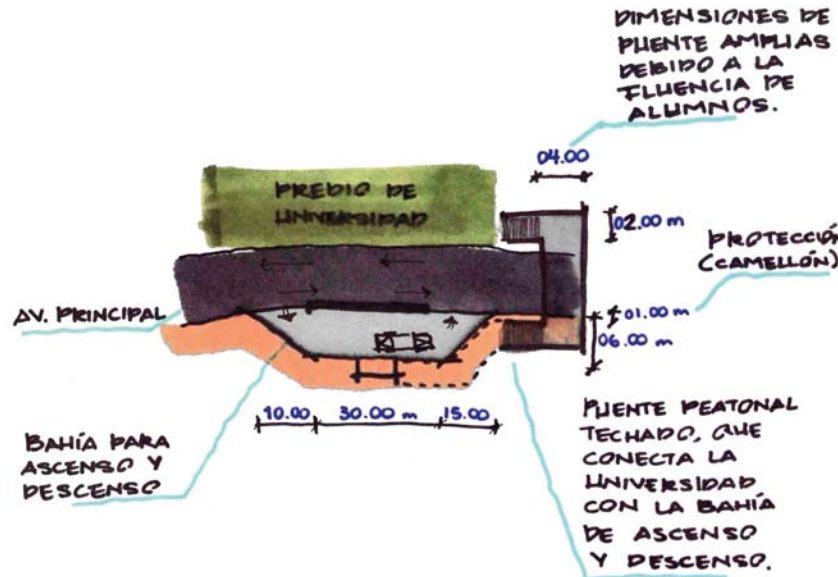 DIMENSIONES DE
PUENTE AMPLIAS
DEBIDO A LA
FLUENCIA DE
ALUMNOS.
04.00
PREDIO DE
UNIVERSIDAD
02.00 m
PROTECCIÓN
(CAMELLÓN)
AV. PRINCIPAL
01.00 m
06.00 m
10.00 30.00 m 15.00
BAHÍA PARA
ASCENSO Y
DESCENSO
PUENTE PEATONAL
TECHADO, QUE
CONECTA LA
UNIVERSIDAD
CON LA BAHÍA
DE ASCENSO
Y DESCENSO.